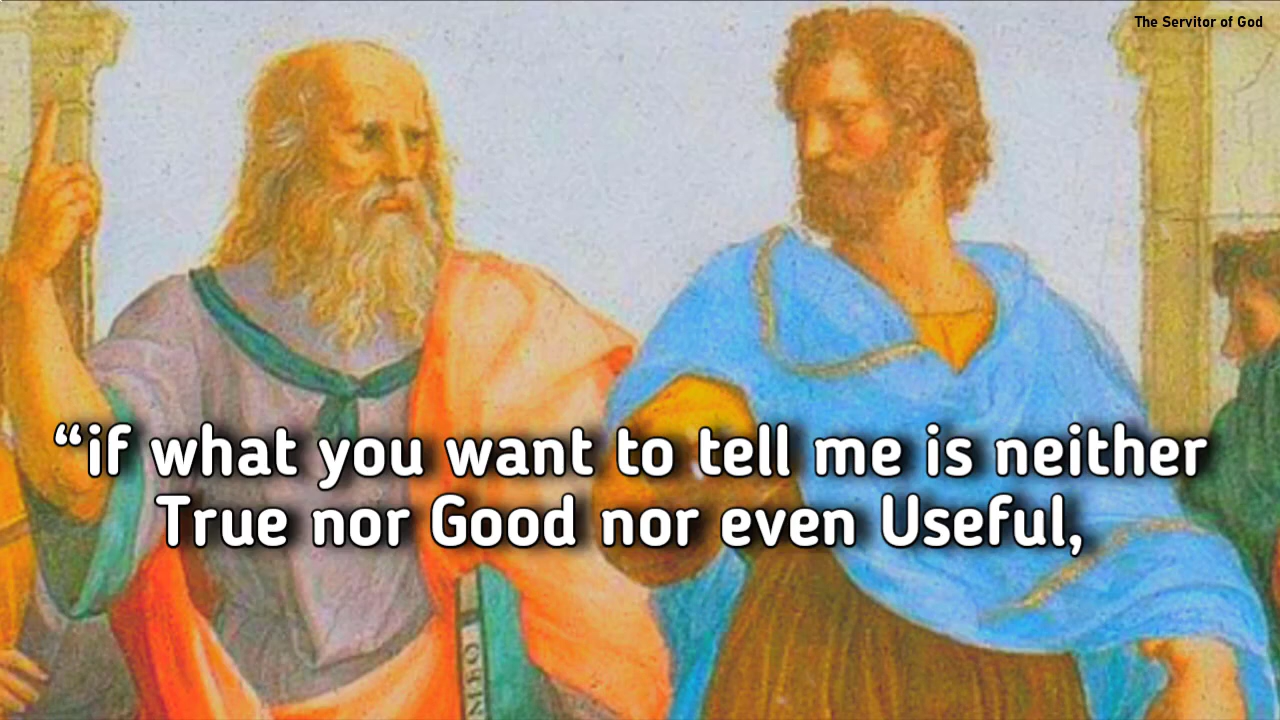 The Servitor of God
“if what you want to tell me is neither
True nor Good nor even Useful,